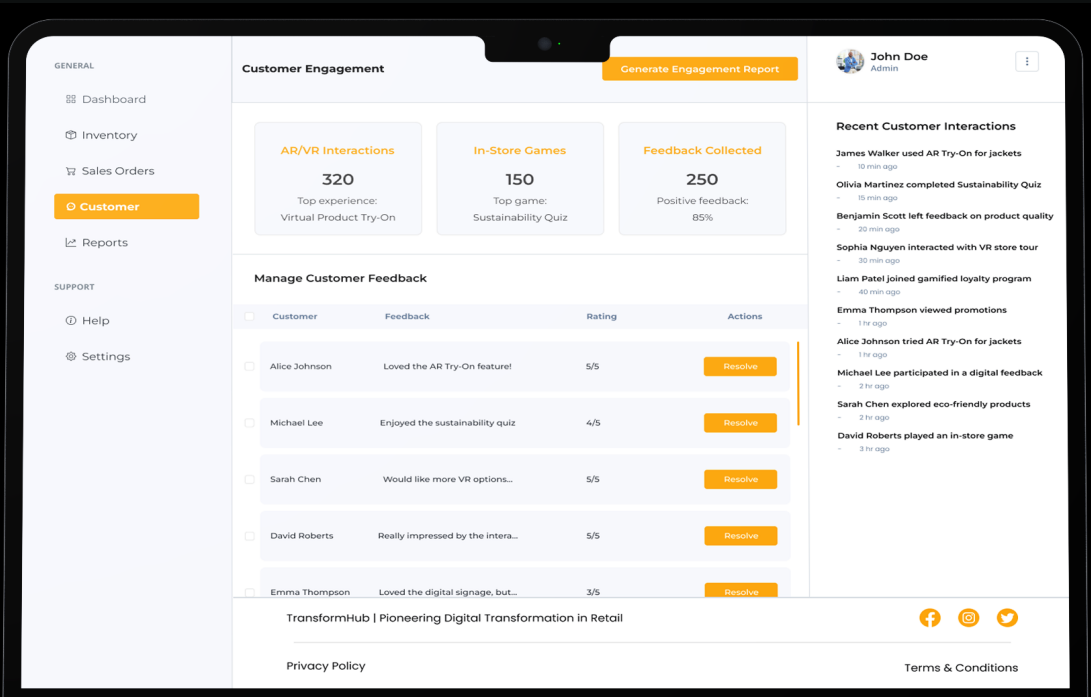 GENERAL
Dashboard
Inventory
Sales Orders
Customer
Reports
SUPPORT
Help
Settings
Customer Engagement
Generate Engagement Report
AR/VR Interactions
320
Top experience:
Virtual Product Try-On
In-Store Games
150
Top game:
Sustainability Quiz
Feedback Collected
250
Positive feedback:
85%
Manage Customer Feedback
Customer Feedback Rating Actions
Alice Johnson Loved the AR Try-On feature! 5/5 Resolve
Michael Lee Enjoyed the sustainability quiz 4/5 Resolve
Sarah Chen Would like more VR options... 5/5 Resolve
David Roberts Really impressed by the intera... 5/5 Resolve
Emma Thompson Loved the digital signage, but... 3/5 Resolve
John Doe
Admin
Recent Customer Interactions
James Walker used AR Try-On for jackets
- 10 min ago
Olivia Martinez completed Sustainability Quiz
- 15 min ago
Benjamin Scott left feedback on product quality
- 20 min ago
Sophia Nguyen interacted with VR store tour
- 30 min ago
Liam Patel joined gamified loyalty program
- 40 min ago
Emma Thompson viewed promotions
- 1 hr ago
Alice Johnson tried AR Try-On for jackets
- 1 hr ago
Michael Lee participated in a digital feedback
- 2 hr ago
Sarah Chen explored eco-friendly products
- 2 hr ago
David Roberts played an in-store game
- 3 hr ago
TransformHub | Pioneering Digital Transformation in Retail
Privacy Policy
Terms & Conditions